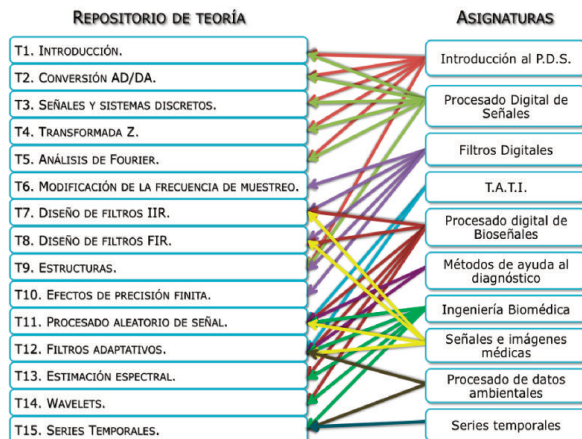 REPOSITORIO DE TEORÍA
T1. INTRODUCCIÓN.
T2. CONVERSIÓN AD/DA.
T3. SEÑALES Y SISTEMAS DISCRETOS.
T4. TRANSFORMADA Z.
T5. ANÁLISIS DE FOURIER.
T6. MODIFICACIÓN DE LA FRECUENCIA DE MUESTREO.
T7. DISEÑO DE FILTROS IIR.
T8. DISEÑO DE FILTROS FIR.
T9. ESTRUCTURAS.
T10. EFECTOS DE PRECISIÓN FINITA.
T11. PROCESADO ALEATORIO DE SEÑAL.
T12. FILTROS ADAPTATIVOS.
T13. ESTIMACIÓN ESPECTRAL.
T14. WAVELETS.
T15. SERIES TEMPORALES.
ASIGNATURAS
Introducción al P.D.S.
Procesado Digital de
Señales
Filtros Digitales
T.A.T.I.
Procesado digital de
Bioseñales
Métodos de ayuda al
diagnóstico
Ingeniería Biomédica
Señales e imágenes
médicas
Procesado de datos
ambientales
Series temporales